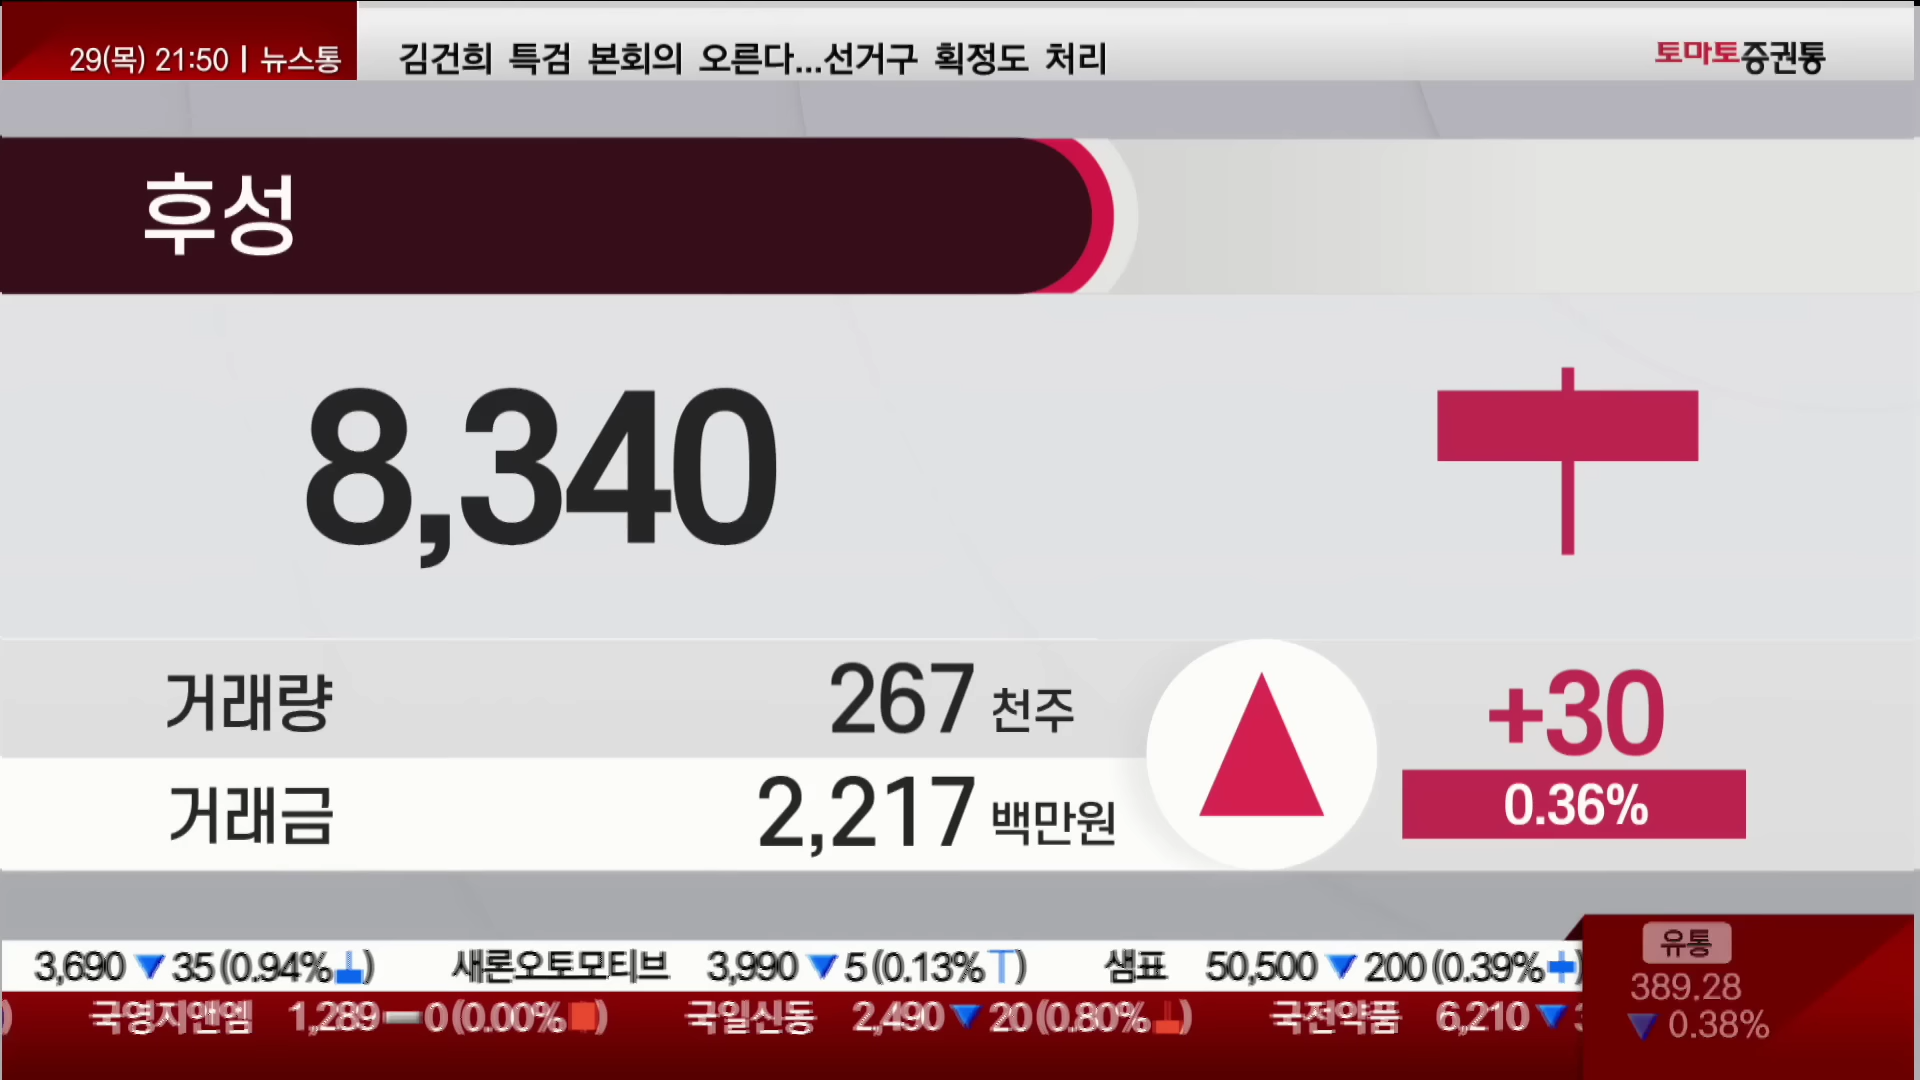 29(목) 21:50 | 뉴스통
김건희 특검 본회의 오른다...선거구 획정도 처리
토마토증권통
후성
8,340
거래량 267 천주
거래금 2,217 백만원
+30
0.36%
3,690 ▼ 35 (0.94% ) 새론오토모티브 3,990 ▼ 5 (0.13% ) 샘표 50,500 ▼ 200 (0.39% )
) 국영지앤엠 1,289 0 (0.00% ) 국일신동 2,490 ▼ 20 (0.80% ) 국전약품 6,210 ▼
유통
389.28
▼ 0.38%